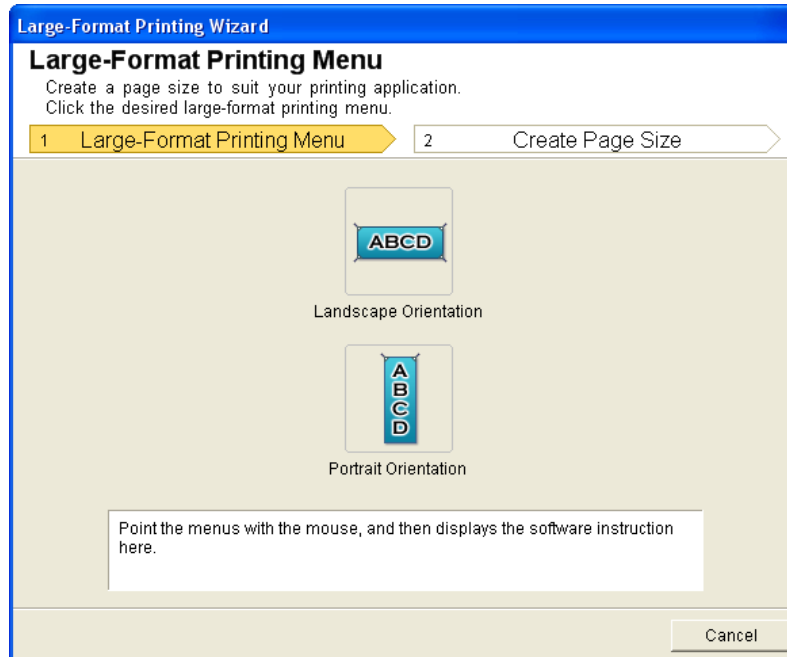 Large-Format Printing Wizard
Large-Format Printing Menu
Create a page size to suit your printing application.
Click the desired large-format printing menu.
1 Large-Format Printing Menu
2 Create Page Size
ABCD
Landscape Orientation
A
B
C
D
Portrait Orientation
Point the menus with the mouse, and then displays the software instruction
here.
Cancel